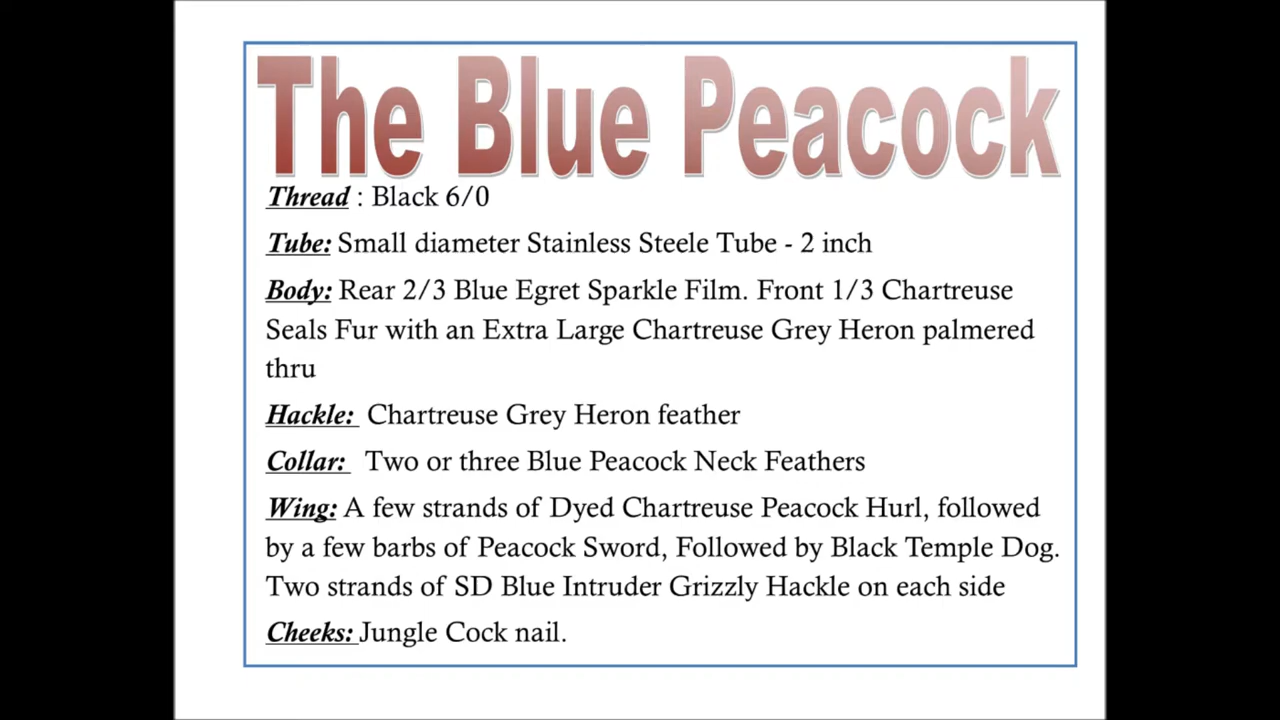 The Blue Peacock
Thread : Black 6/0
Tube: Small diameter Stainless Steele Tube - 2 inch
Body: Rear 2/3 Blue Egret Sparkle Film. Front 1/3 Chartreuse
Seals Fur with an Extra Large Chartreuse Grey Heron palmered
thru
Hackle: Chartreuse Grey Heron feather
Collar: Two or three Blue Peacock Neck Feathers
Wing: A few strands of Dyed Chartreuse Peacock Hurl, followed
by a few barbs of Peacock Sword, Followed by Black Temple Dog.
Two strands of SD Blue Intruder Grizzly Hackle on each side
Cheeks: Jungle Cock nail.